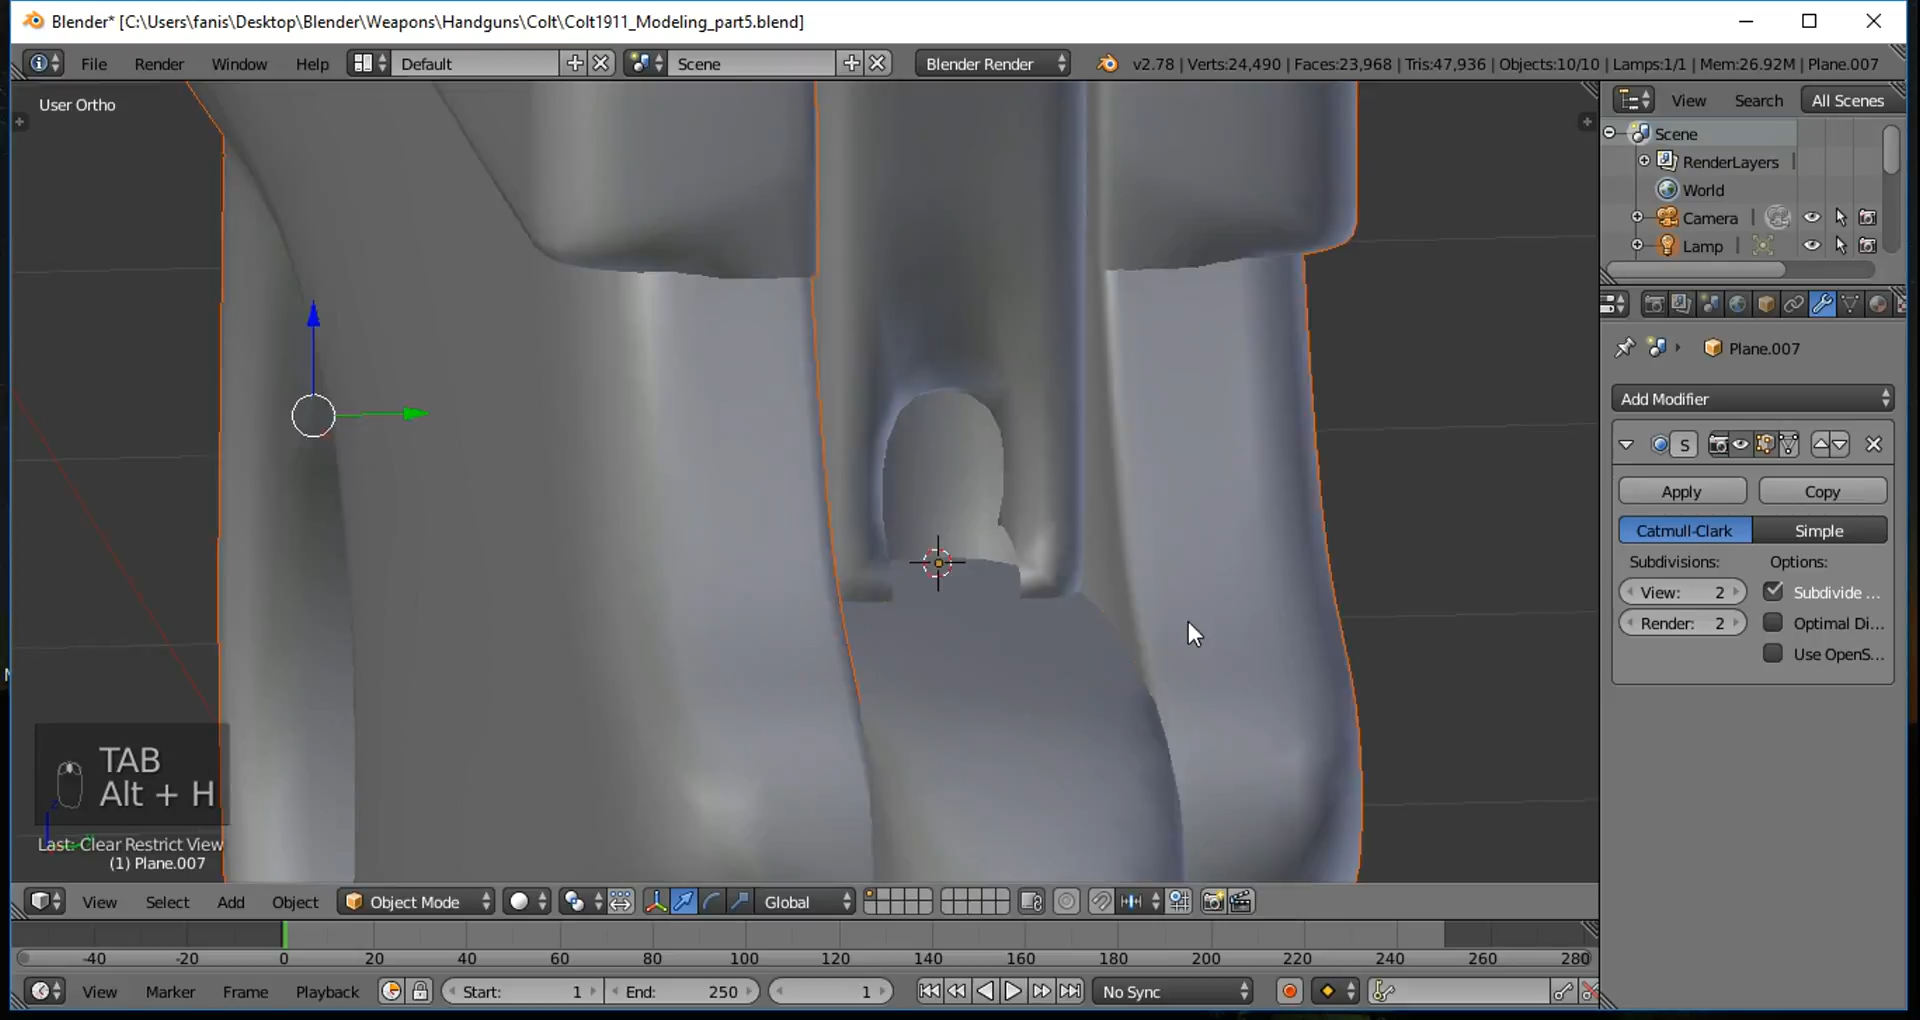 Blender* [C:\Users\fanis\Desktop\Blender\Weapons\Handguns\Colt\Colt1911_Modeling_part5.blend]
File Render Window Help Default Scene Blender Render v2.78 | Verts:24,490 | Faces:23,968 | Tris:47,936 | Objects:10/10 | Lamps:1/1 | Mem:26.92M | Plane.007
User Ortho
View Search All Scenes
Scene
RenderLayers
World
Camera
Lamp
Plane.007
Add Modifier
S
Apply Copy
Catmull-Clark Simple
Subdivisions: Options:
View: 2 Subdivide ...
Render: 2 Optimal Di...
Use OpenS...
TAB
Alt + H
Last: Clear Restrict View
(1) Plane.007
View Select Add Object Object Mode Global
-40 -20 0 20 40 60 80 100 120 140 160 180 200 220 240 260 280
View Marker Frame Playback Start: 1 End: 250 1 No Sync